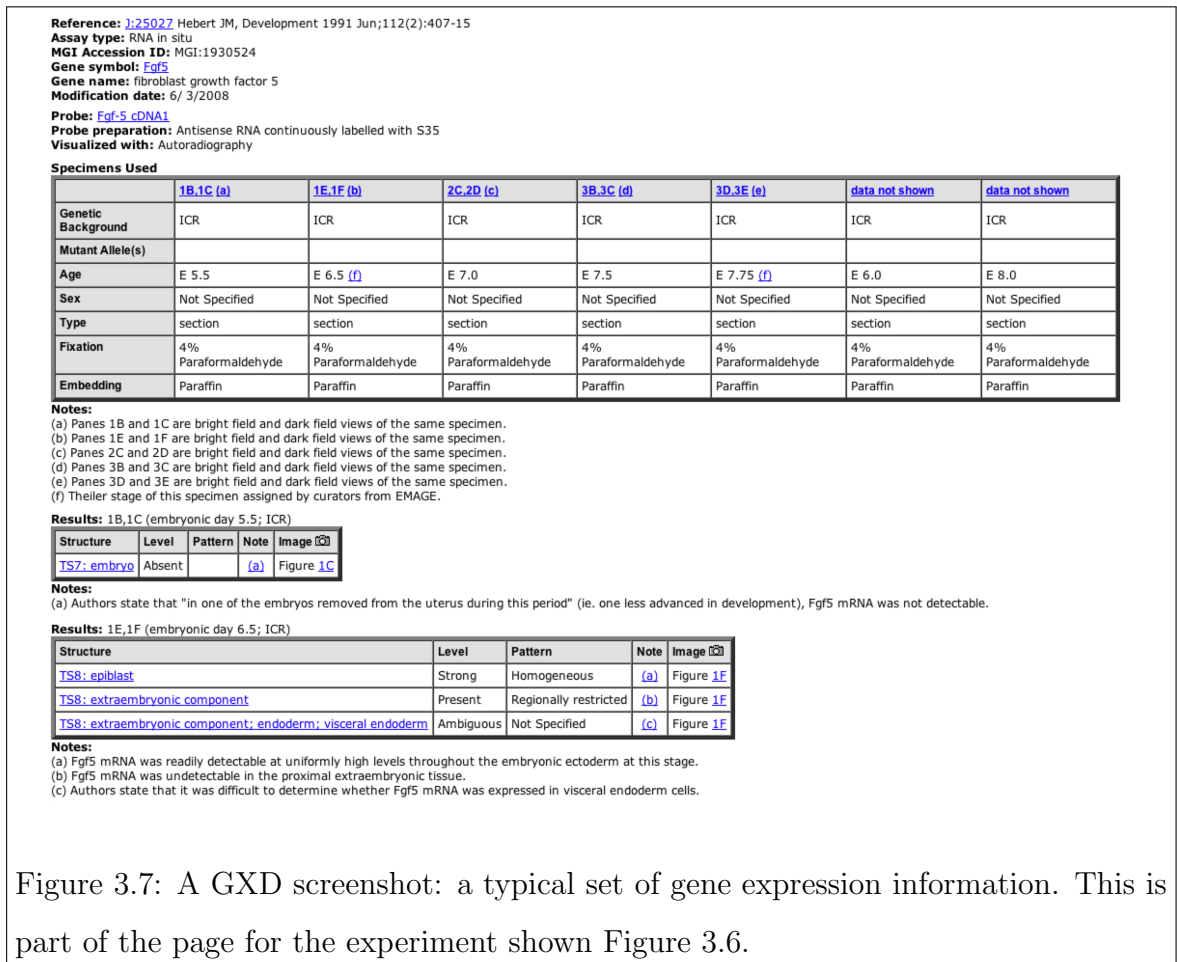 Reference: J:25027 Hebert JM, Development 1991 Jun;112(2):407-15
Assay type: RNA in situ
MGI Accession ID: MGI:1930524
Gene symbol: Fgf5
Gene name: fibroblast growth factor 5
Modification date: 6/ 3/2008
Probe: Fgf-5 cDNA1
Probe preparation: Antisense RNA continuously labelled with S35
Visualized with: Autoradiography
Specimens Used
1B,1C (a) 1E,1F (b) 2C,2D (c) 3B,3C (d) 3D,3E (e) data not shown data not shown
Genetic Background ICR ICR ICR ICR ICR ICR ICR
Mutant Allele(s)
Age E 5.5 E 6.5 (f) E 7.0 E 7.5 E 7.75 (f) E 6.0 E 8.0
Sex Not Specified Not Specified Not Specified Not Specified Not Specified Not Specified Not Specified
Type section section section section section section section
Fixation 4% Paraformaldehyde 4% Paraformaldehyde 4% Paraformaldehyde 4% Paraformaldehyde 4% Paraformaldehyde 4% Paraformaldehyde 4% Paraformaldehyde
Embedding Paraffin Paraffin Paraffin Paraffin Paraffin Paraffin Paraffin
Notes:
(a) Panes 1B and 1C are bright field and dark field views of the same specimen.
(b) Panes 1E and 1F are bright field and dark field views of the same specimen.
(c) Panes 2C and 2D are bright field and dark field views of the same specimen.
(d) Panes 3B and 3C are bright field and dark field views of the same specimen.
(e) Panes 3D and 3E are bright field and dark field views of the same specimen.
(f) Theiler stage of this specimen assigned by curators from EMAGE.
Results: 1B,1C (embryonic day 5.5; ICR)
Structure Level Pattern Note Image
TS7: embryo Absent (a) Figure 1C
Notes:
(a) Authors state that "in one of the embryos removed from the uterus during this period" (ie. one less advanced in development), Fgf5 mRNA was not detectable.
Results: 1E,1F (embryonic day 6.5; ICR)
Structure Level Pattern Note Image
TS8: epiblast Strong Homogeneous (a) Figure 1F
TS8: extraembryonic component Present Regionally restricted (b) Figure 1F
TS8: extraembryonic component; endoderm; visceral endoderm Ambiguous Not Specified (c) Figure 1F
Notes:
(a) Fgf5 mRNA was readily detectable at uniformly high levels throughout the embryonic ectoderm at this stage.
(b) Fgf5 mRNA was undetectable in the proximal extraembryonic tissue.
(c) Authors state that it was difficult to determine whether Fgf5 mRNA was expressed in visceral endoderm cells.
Figure 3.7: A GXD screenshot: a typical set of gene expression information. This is
part of the page for the experiment shown Figure 3.6.